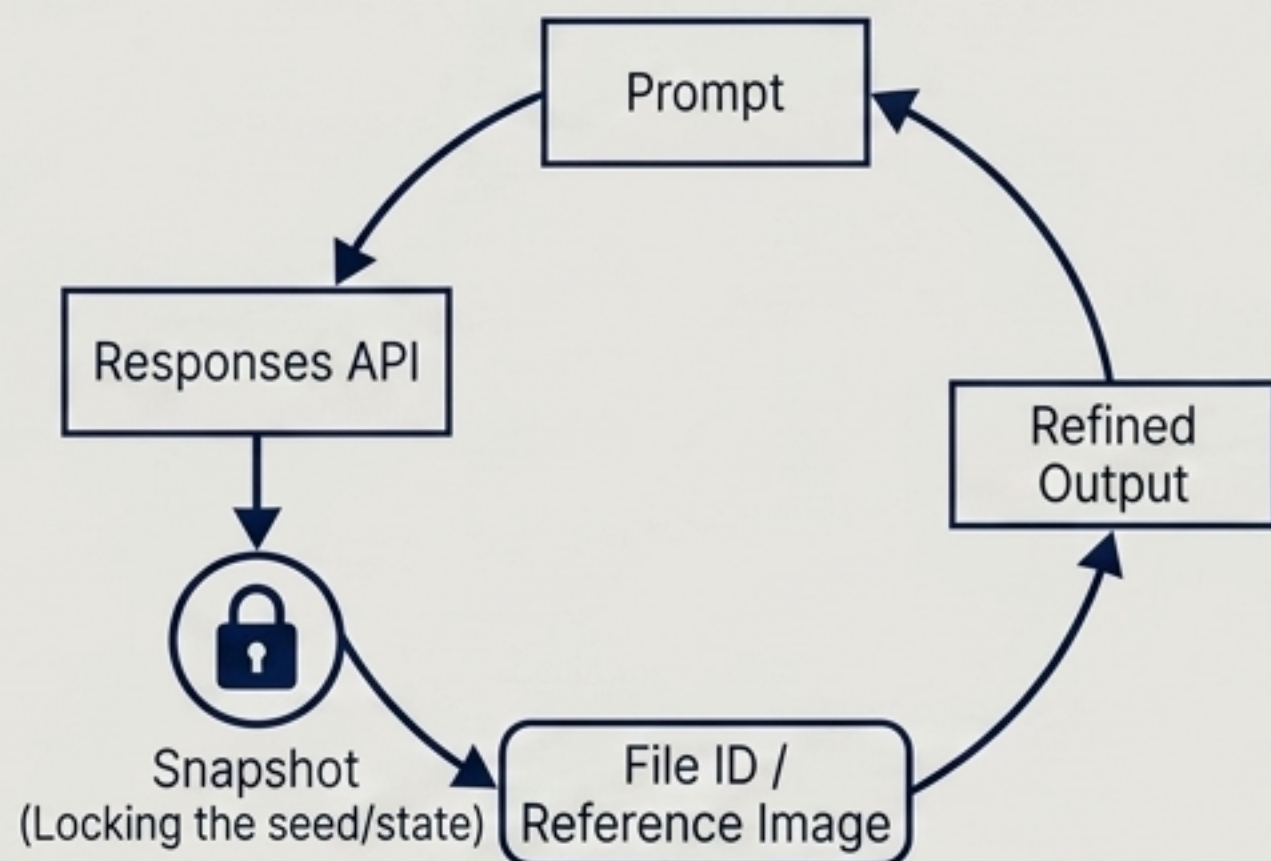 Prompt
Responses API
Refined
Output
Snapshot
(Locking the seed/state)
File ID /
Reference Image